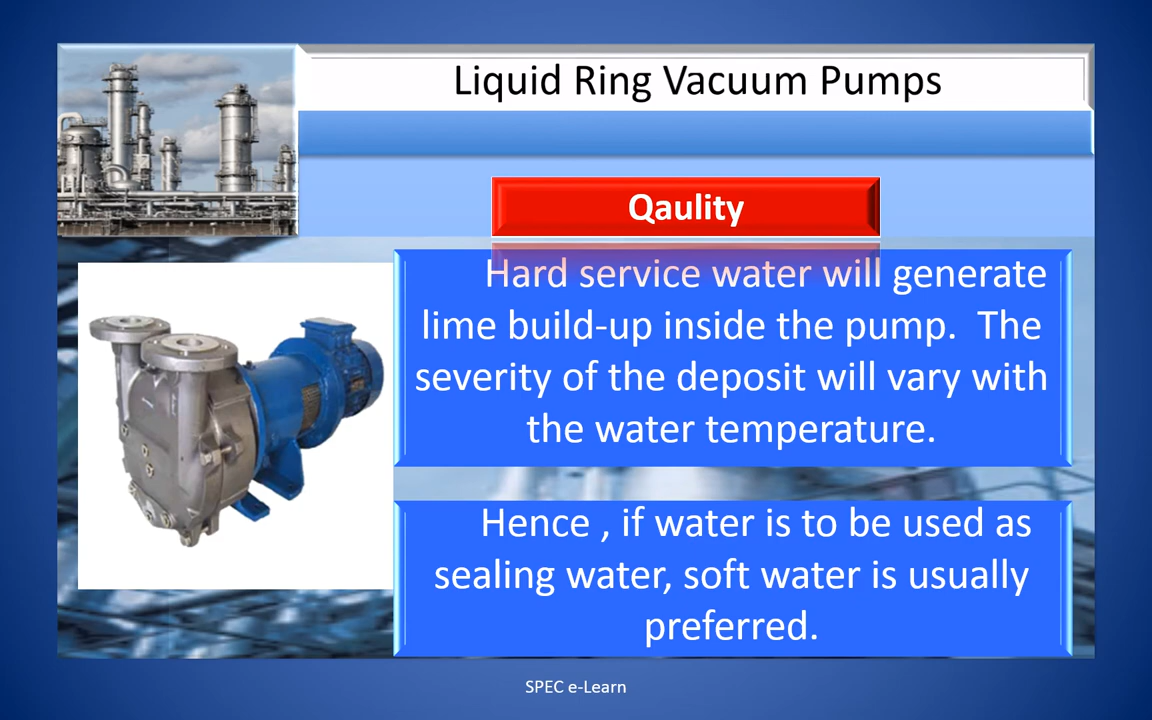 Liquid Ring Vacuum Pumps
Qaulity
Hard service water will generate
lime build-up inside the pump.  The
severity of the deposit will vary with
the water temperature.
Hence , if water is to be used as
sealing water, soft water is usually
preferred.
SPEC e-Learn